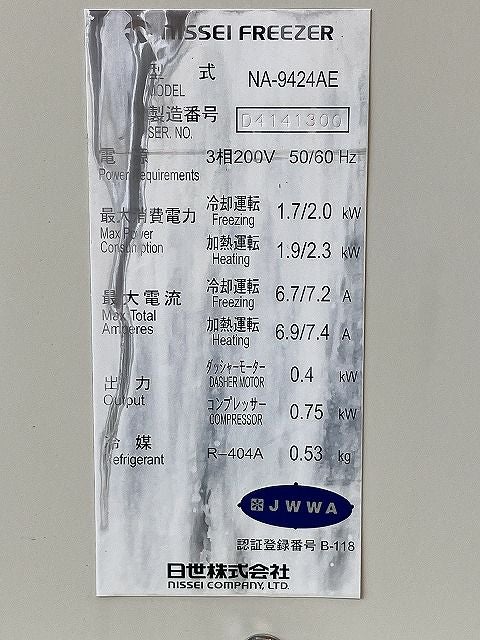 NISSEI FREEZER
型 式 NA-9424AE
MODEL
製造番号 D4141300
SER. NO.
電 源 3相200V 50/60 Hz
Power Requirements
最大消費電力 冷却運転 1.7/2.0 kW
Max Power Freezing
Consumption 加熱運転 1.9/2.3 kW
Heating
最大電流 冷却運転 6.7/7.2 A
Max Total Freezing
Amperes 加熱運転 6.9/7.4 A
Heating
出 力 ダッシャーモーター 0.4 kW
Output DASHER MOTOR
コンプレッサー 0.75 kW
COMPRESSOR
冷 媒 R-404A 0.53 kg
Refrigerant
JWWA
認証登録番号 B-118
日世株式会社
NISSEI COMPANY, LTD.